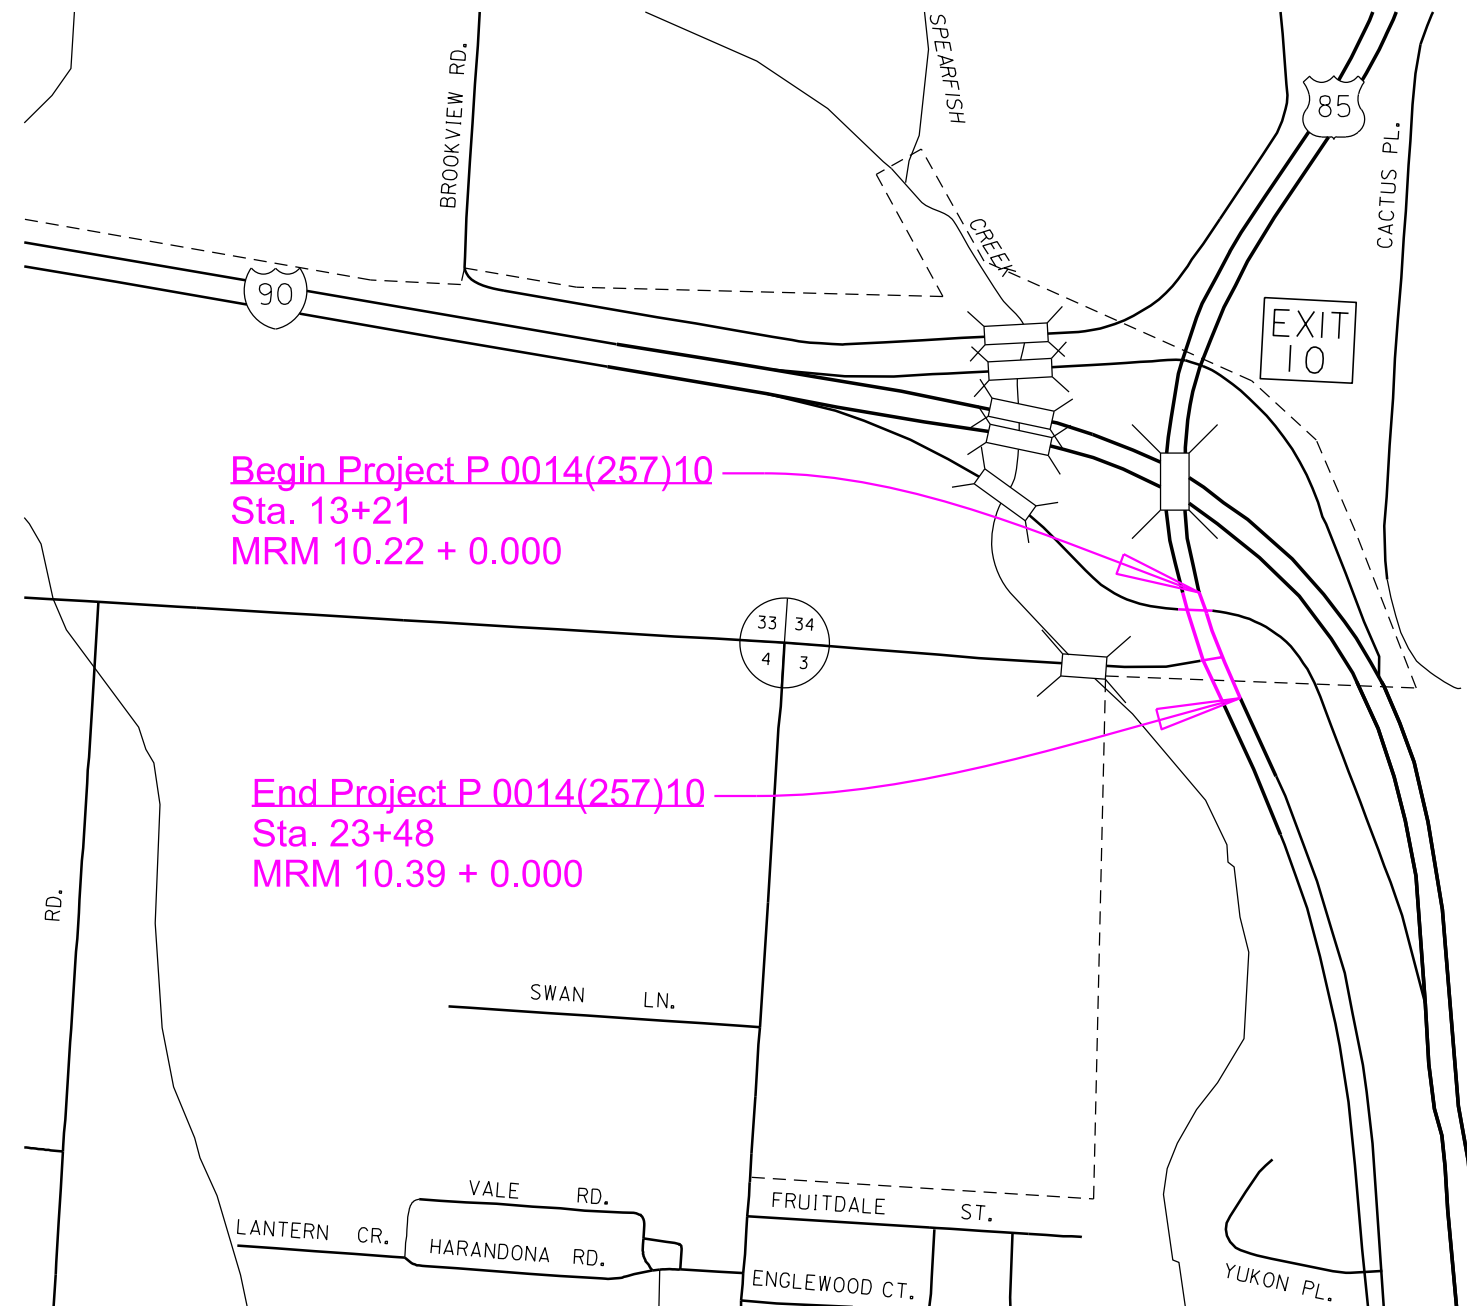 SPEARFISH
BROOKVIEW RD.
85
CACTUS PL.
CREEK
90
EXIT
10
Begin Project P 0014(257)10
Sta. 13+21
MRM 10.22 + 0.000
33 34
4 3
End Project P 0014(257)10
Sta. 23+48
MRM 10.39 + 0.000
RD.
SWAN LN.
VALE RD.
FRUITDALE ST.
LANTERN CR.
HARANDONA RD.
ENGLEWOOD CT.
YUKON PL.